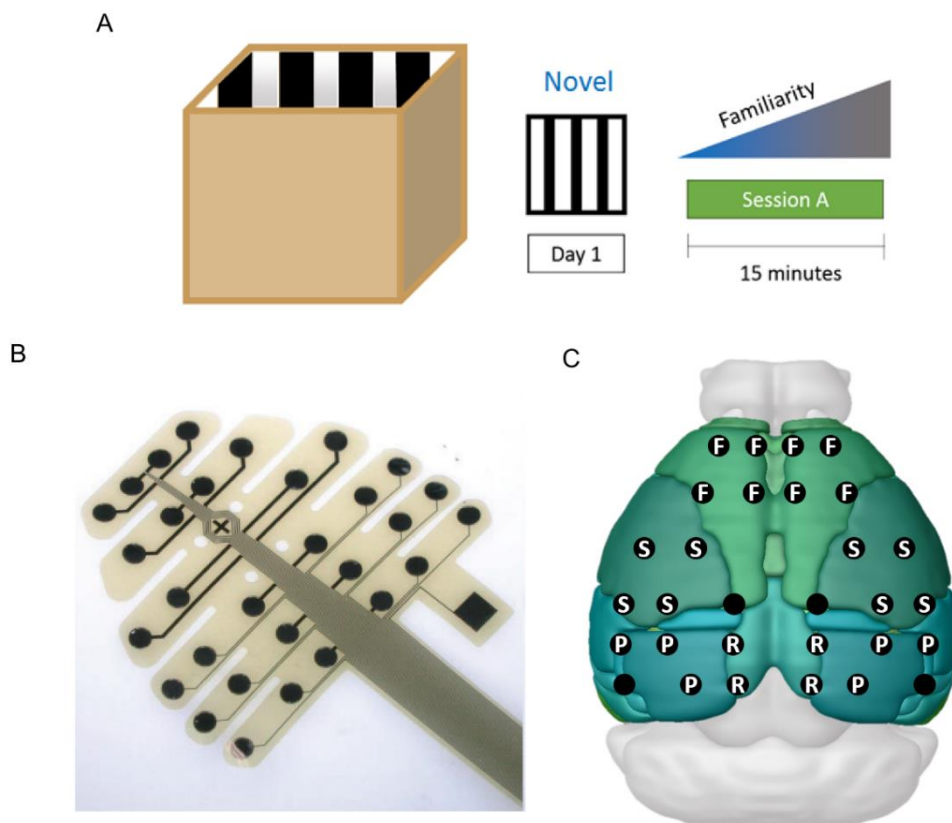 A
Novel
Familiarity
Day 1
Session A
15 minutes
B
C
F F F F
F F F F
S S S S
S S S S
P P R R P P
P R R P